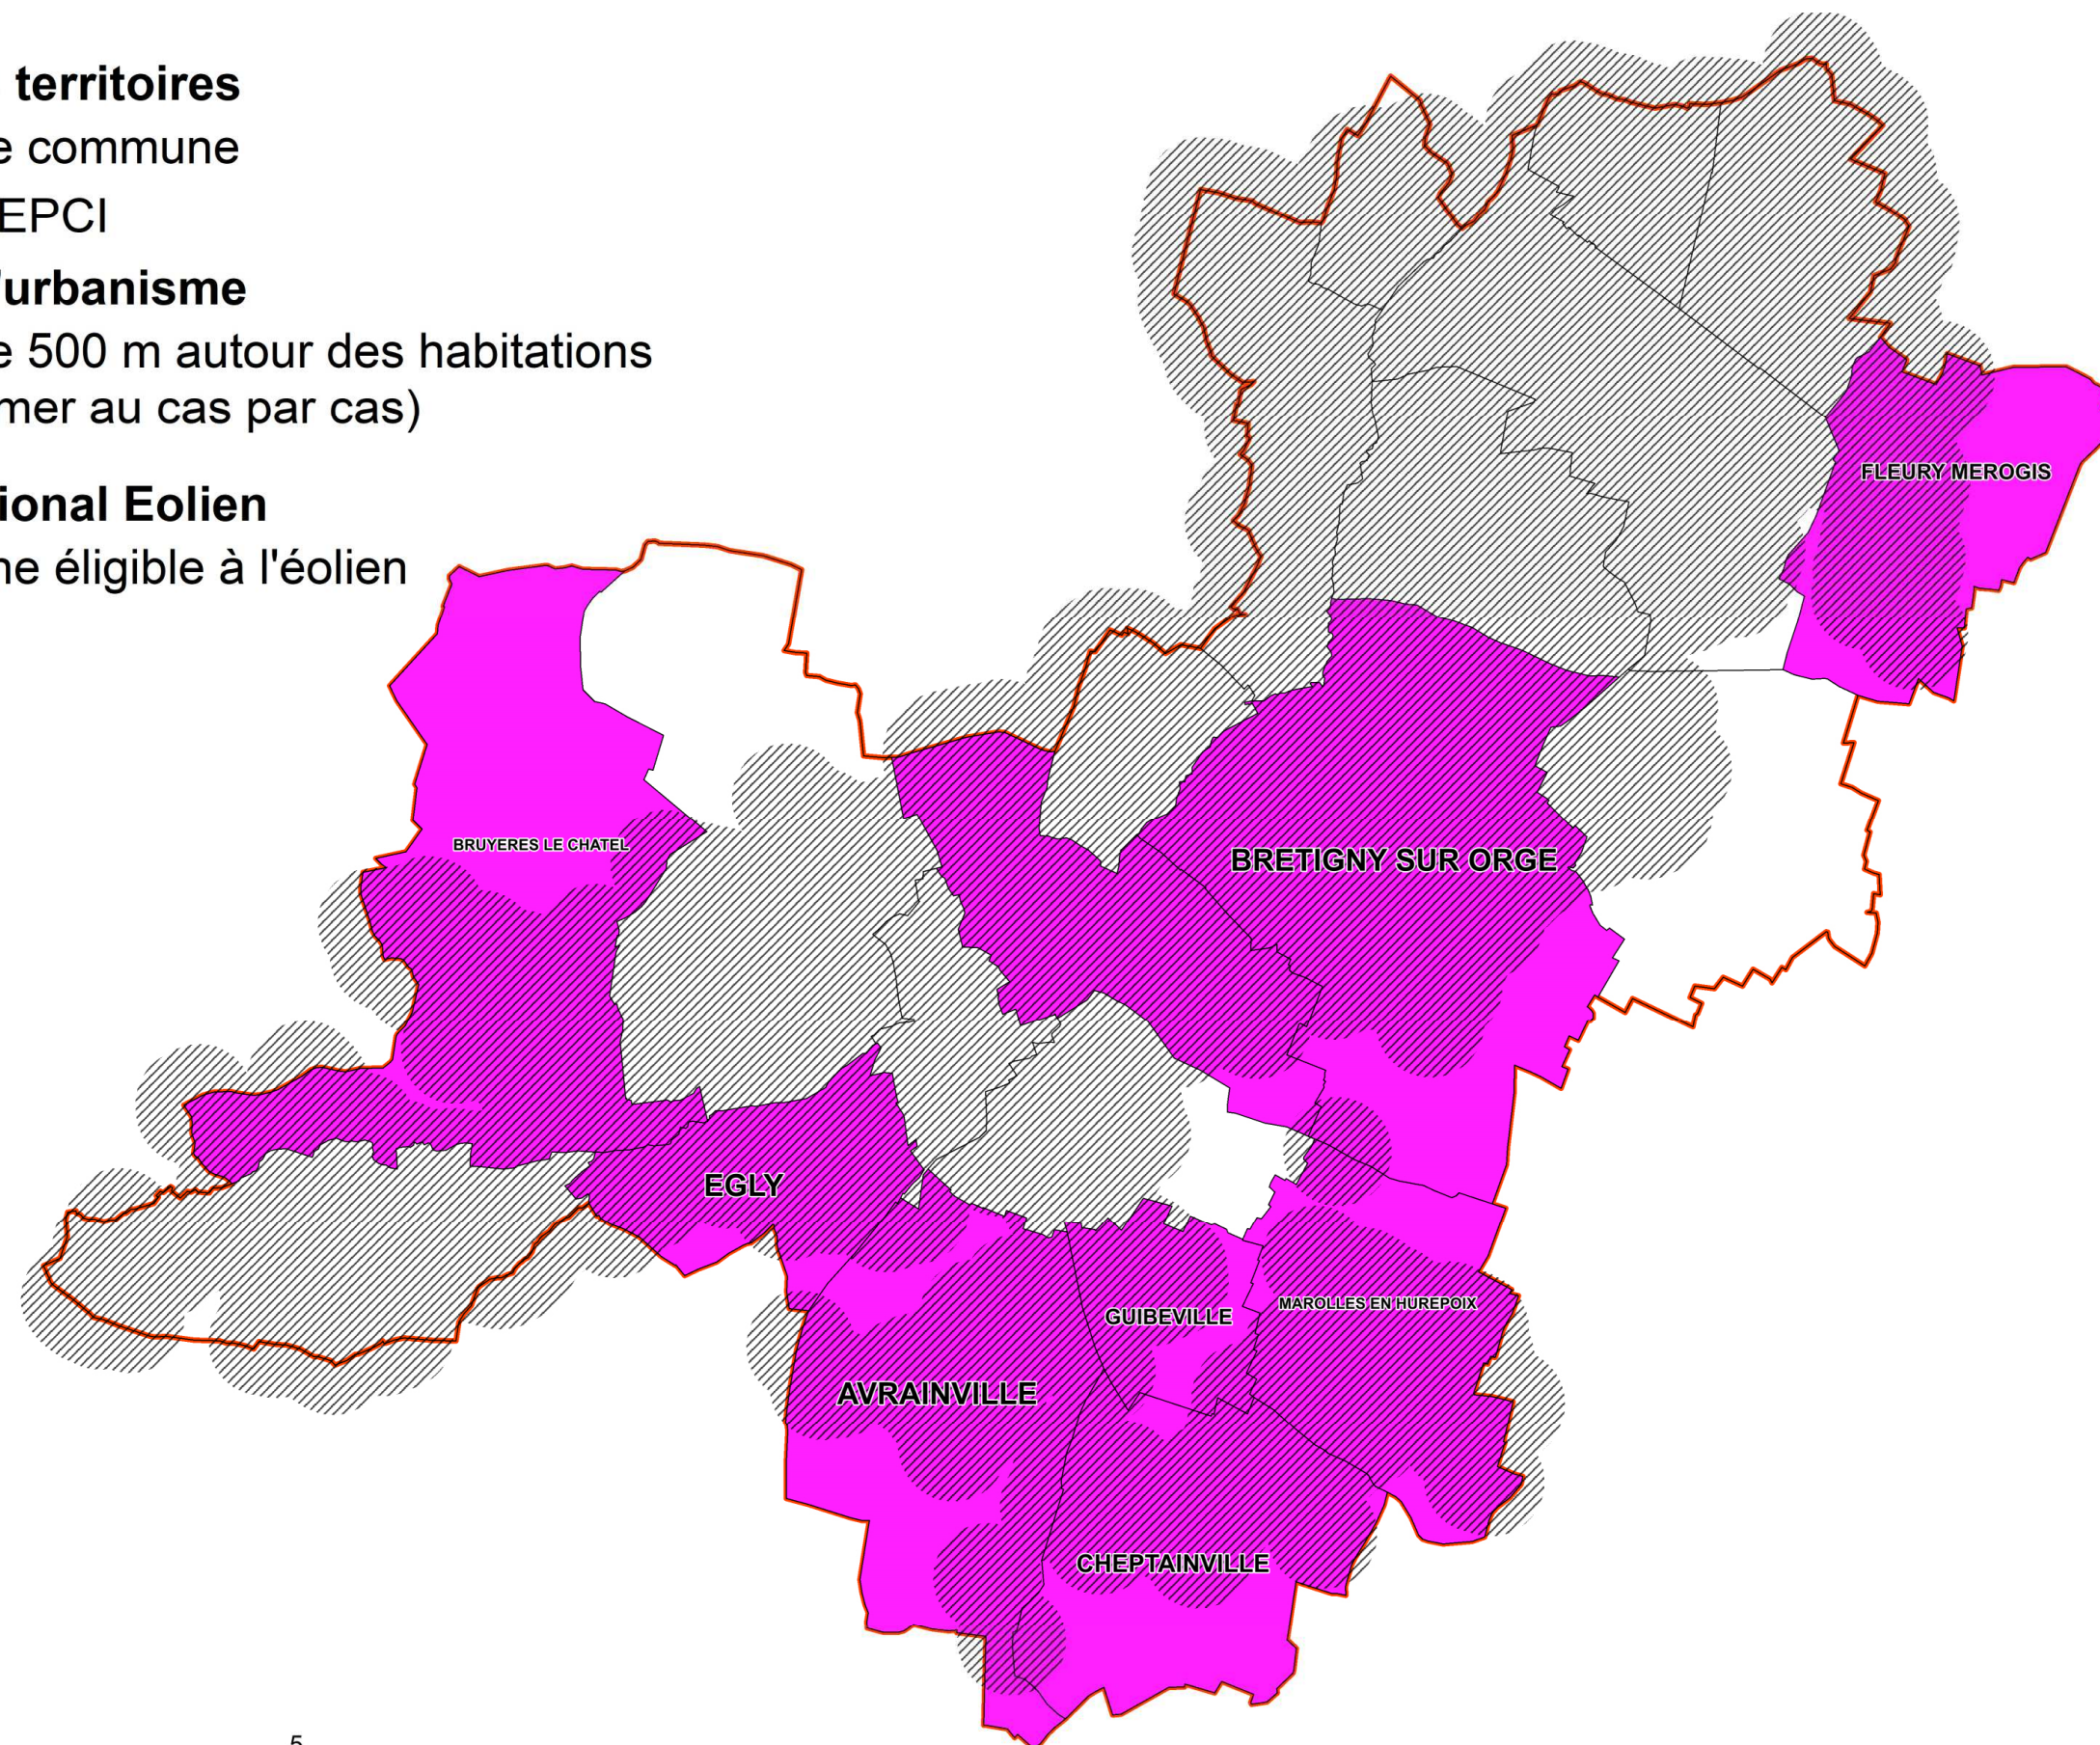 territoires
e commune
EPCI
'urbanisme
e 500 m autour des habitations
mer au cas par cas)
ional Eolien
ne éligible à l'éolien
FLEURY MEROGIS
BRUYERES LE CHATEL
BRETIGNY SUR ORGE
EGLY
MAROLLES EN HUREPOIX
GUIBEVILLE
AVRAINVILLE
CHEPTAINVILLE
5